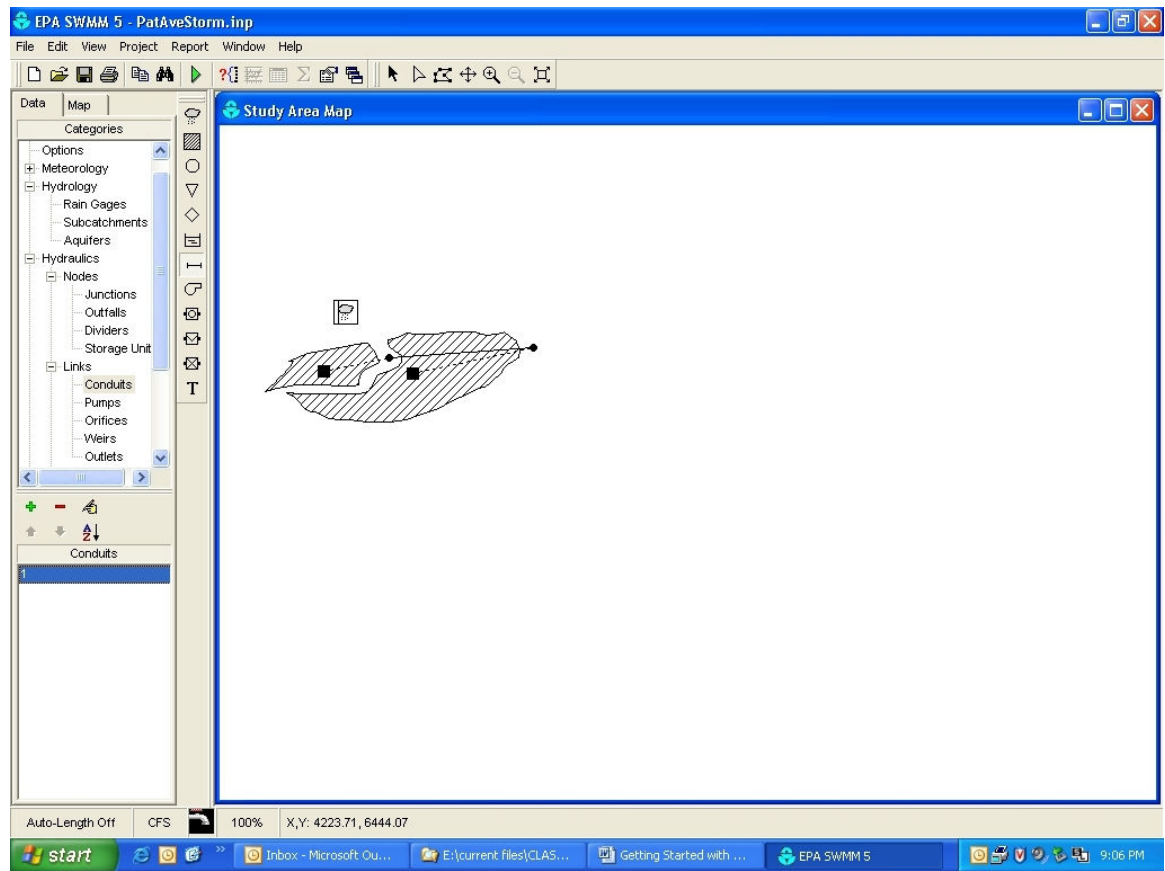 EPA SWMM 5 - PatAveStorm.inp
File Edit View Project Report Window Help
Data Map
Categories
Options
Meteorology
Hydrology
Rain Gages
Subcatchments
Aquifers
Hydraulics
Nodes
Junctions
Outfalls
Dividers
Storage Unit
Links
Conduits
Pumps
Orifices
Weirs
Outlets
Conduits
1
T
Study Area Map
Auto-Length Off CFS 100% X,Y: 4223.71, 6444.07
start Inbox - Microsoft Ou... E:\current files\CLAS... Getting Started with ... EPA SWMM 5 9:06 PM